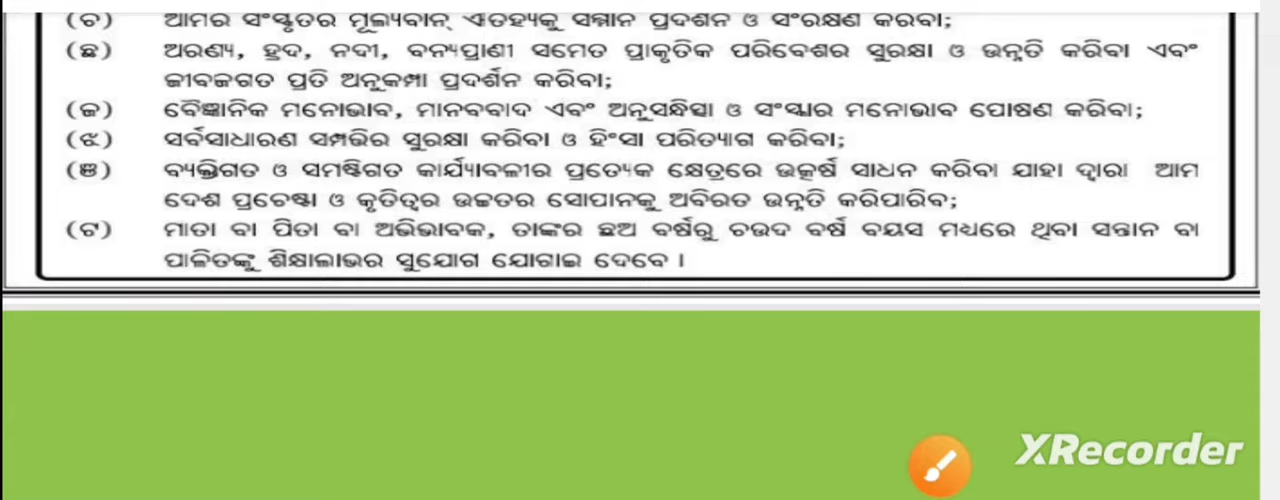 (ଚ) ଆମର ସଂସ୍କୃତିର ମୂଲ୍ୟବାନ୍ ଐତିହ୍ୟକୁ ସମ୍ମାନ ପ୍ରଦର୍ଶନ ଓ ସଂରକ୍ଷଣ କରିବା;
(ଛ) ଅରଣ୍ୟ, ହ୍ରଦ, ନଦୀ, ବନ୍ୟପ୍ରାଣୀ ସମେତ ପ୍ରାକୃତିକ ପରିବେଶର ସୁରକ୍ଷା ଓ ଉନ୍ନତି କରିବା ଏବଂ
ଜୀବଜଗତ ପ୍ରତି ଅନୁକମ୍ପା ପ୍ରଦର୍ଶନ କରିବା;
(ଜ) ବୈଜ୍ଞାନିକ ମନୋଭାବ, ମାନବବାଦ ଏବଂ ଅନୁସନ୍ଧିତ୍ସା ଓ ସଂସ୍କାର ମନୋଭାବ ପୋଷଣ କରିବା;
(ଝ) ସର୍ବସାଧାରଣ ସମ୍ପତ୍ତିର ସୁରକ୍ଷା କରିବା ଓ ହିଂସା ପରିତ୍ୟାଗ କରିବା;
(ଞ) ବ୍ୟକ୍ତିଗତ ଓ ସମଷ୍ଟିଗତ କାର୍ଯ୍ୟାବଳୀର ପ୍ରତ୍ୟେକ କ୍ଷେତ୍ରରେ ଉତ୍କର୍ଷ ସାଧନ କରିବା ଯାହା ଦ୍ୱାରା ଆମ
ଦେଶ ପ୍ରଚେଷ୍ଟା ଓ କୃତିତ୍ୱର ଉଚ୍ଚତର ସୋପାନକୁ ଅବିରତ ଉନ୍ନତି କରିପାରିବ;
(ଟ) ମାତା ବା ପିତା ବା ଅଭିଭାବକ, ତାଙ୍କର ଛଅ ବର୍ଷରୁ ଚଉଦ ବର୍ଷ ବୟସ ମଧ୍ୟରେ ଥିବା ସନ୍ତାନ ବା
ପାଳିତଙ୍କୁ ଶିକ୍ଷାଲାଭର ସୁଯୋଗ ଯୋଗାଇ ଦେବେ ।
XRecorder